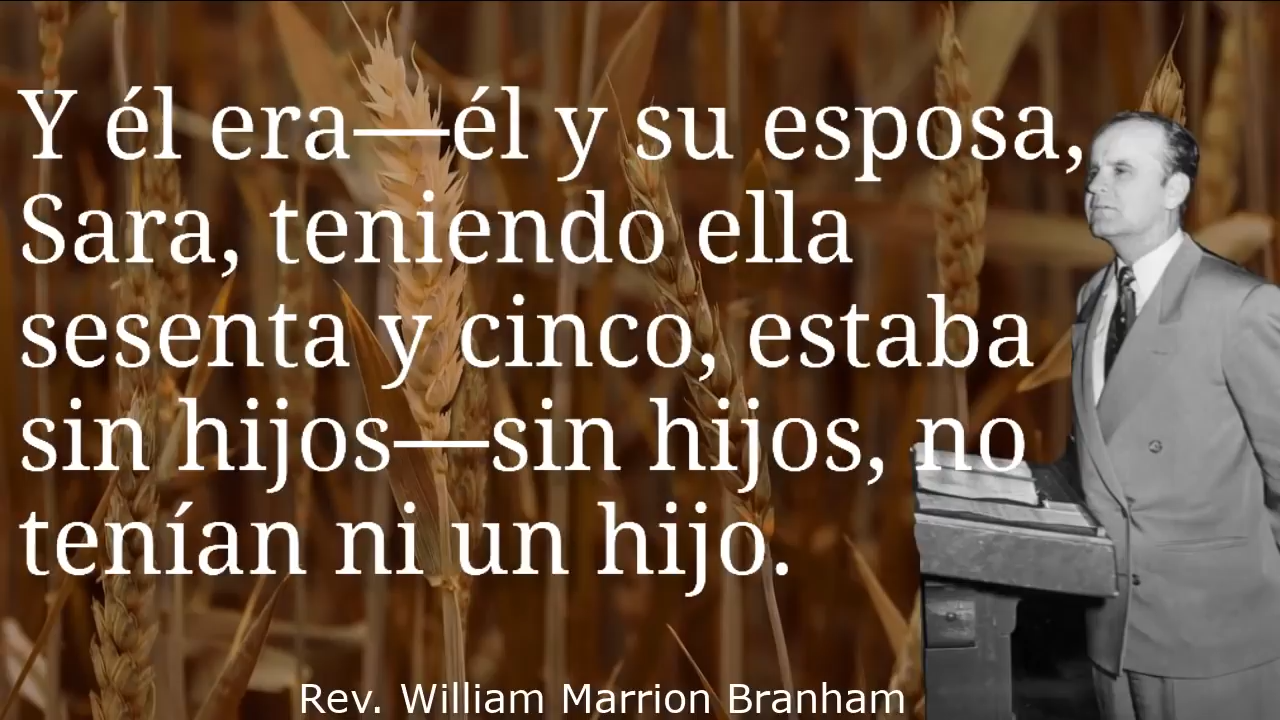 Y él era—él y su esposa,
Sara, teniendo ella
sesenta y cinco, estaba
sin hijos—sin hijos, no
tenían ni un hijo.
Rev. William Marrion Branham